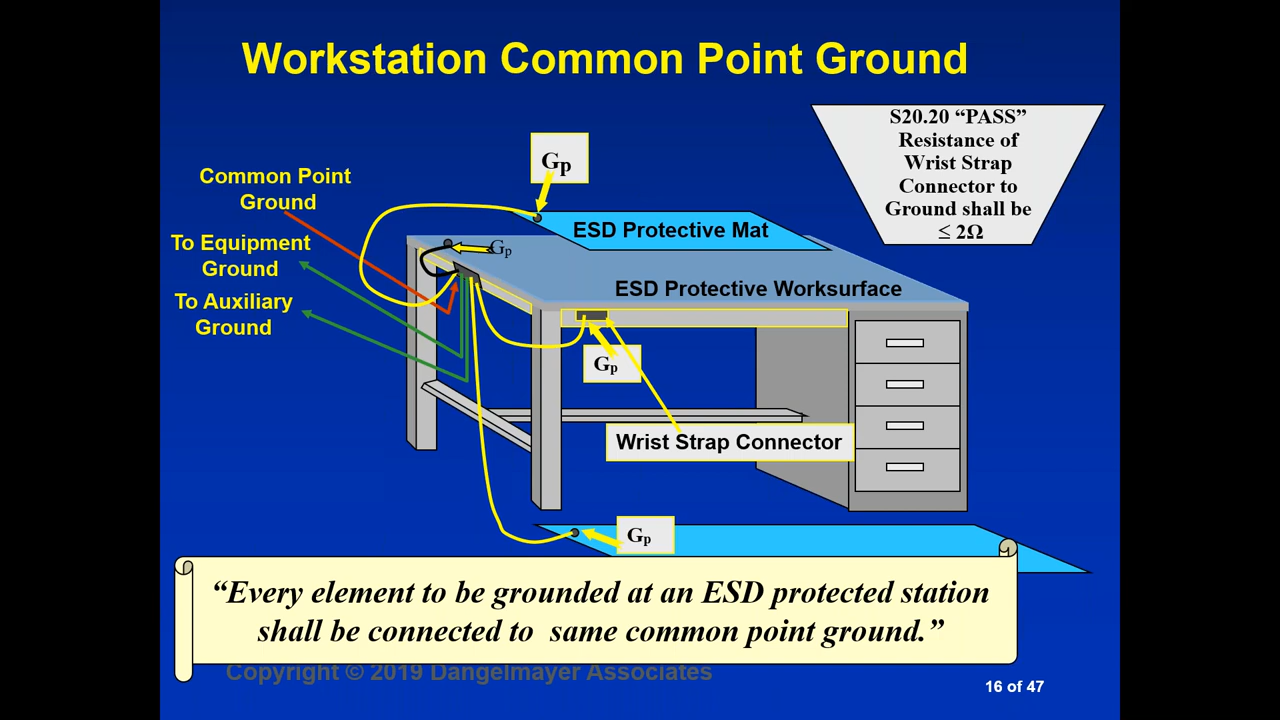 Workstation Common Point Ground
S20.20 “PASS”
Resistance of
Wrist Strap
Connector to
Ground shall be
≤ 2Ω
Gp
Common Point
Ground
ESD Protective Mat
To Equipment
Ground
Gp
ESD Protective Worksurface
To Auxiliary
Ground
Gp
Wrist Strap Connector
Gp
“Every element to be grounded at an ESD protected station
shall be connected to same common point ground.”
Copyright © 2019 Dangelmayer Associates
16 of 47